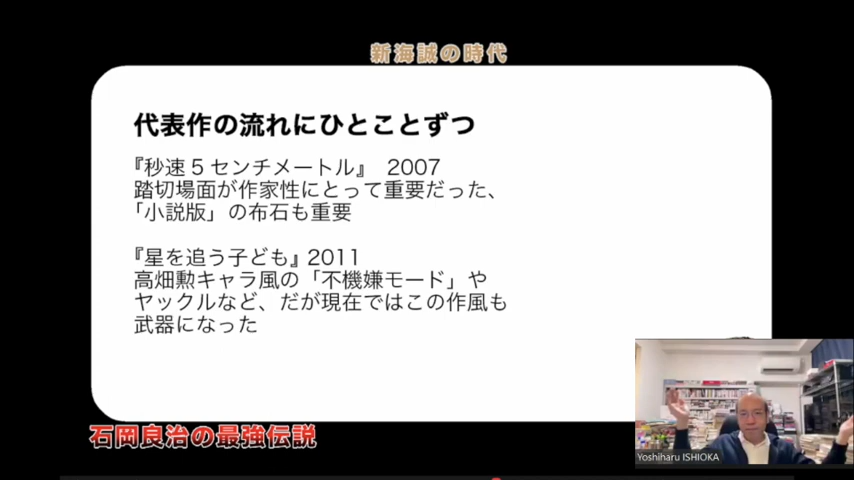 新海誠の時代
代表作の流れにひとことずつ
『秒速5センチメートル』 2007
踏切場面が作家性にとって重要だった、
「小説版」の布石も重要
『星を追う子ども』2011
高畑勲キャラ風の「不機嫌モード」や
ヤックルなど、だが現在ではこの作風も
武器になった
石岡良治の最強伝説
Yoshiharu ISHIOKA